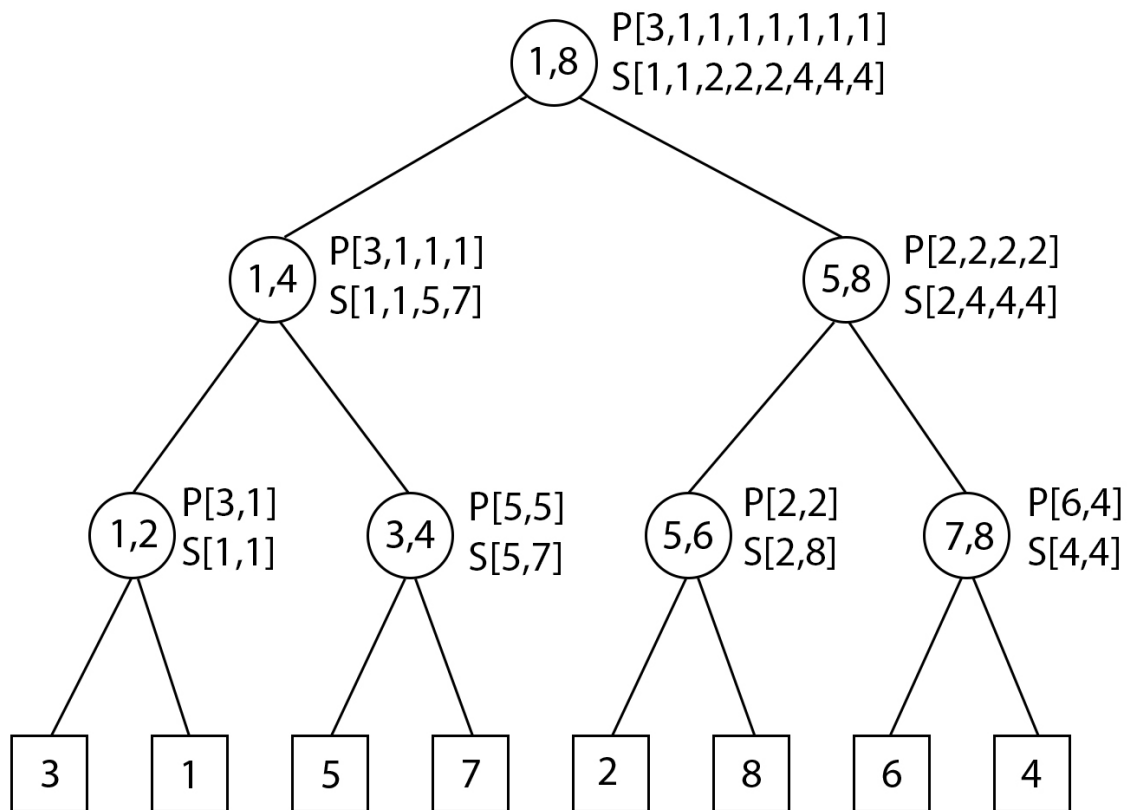 1,8
P[3,1,1,1,1,1,1,1]
S[1,1,2,2,2,4,4,4]
1,4
P[3,1,1,1]
S[1,1,5,7]
5,8
P[2,2,2,2]
S[2,4,4,4]
1,2
P[3,1]
S[1,1]
3,4
P[5,5]
S[5,7]
5,6
P[2,2]
S[2,8]
7,8
P[6,4]
S[4,4]
3
1
5
7
2
8
6
4